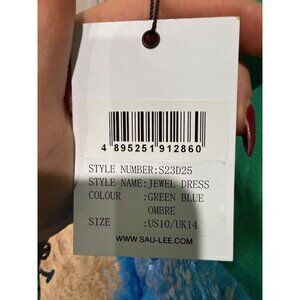 4 895251 912860
STYLE NUMBER:S23D25
STYLE NAME:JEWEL DRESS
COLOUR :GREEN BLUE
OMBRE
SIZE :US10/UK14
WWW.SAU-LEE.COM